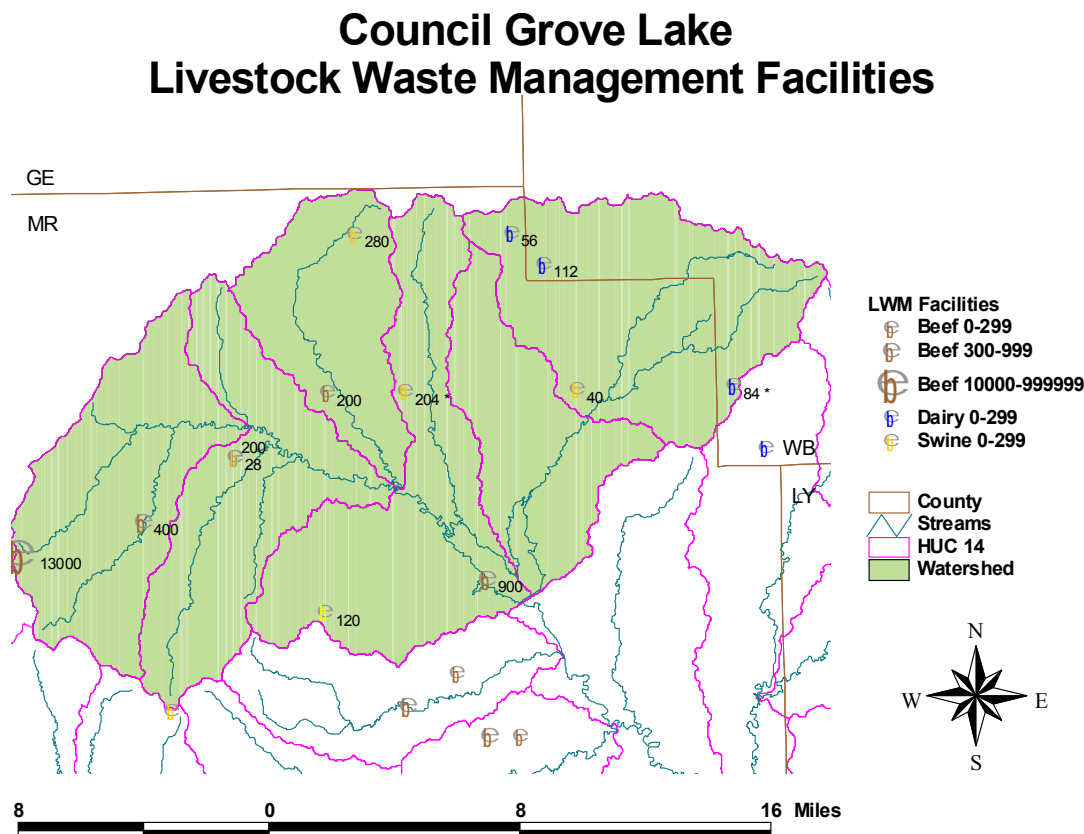 Council Grove Lake
Livestock Waste Management Facilities
GE
MR
280
56
112
200
204 *
40
84 *
200
28
400
13000
900
120
WB
LY
LWM Facilities
Beef 0-299
Beef 300-999
Beef 10000-999999
Dairy 0-299
Swine 0-299
County
Streams
HUC 14
Watershed
N
W E
S
8 0 8 16 Miles